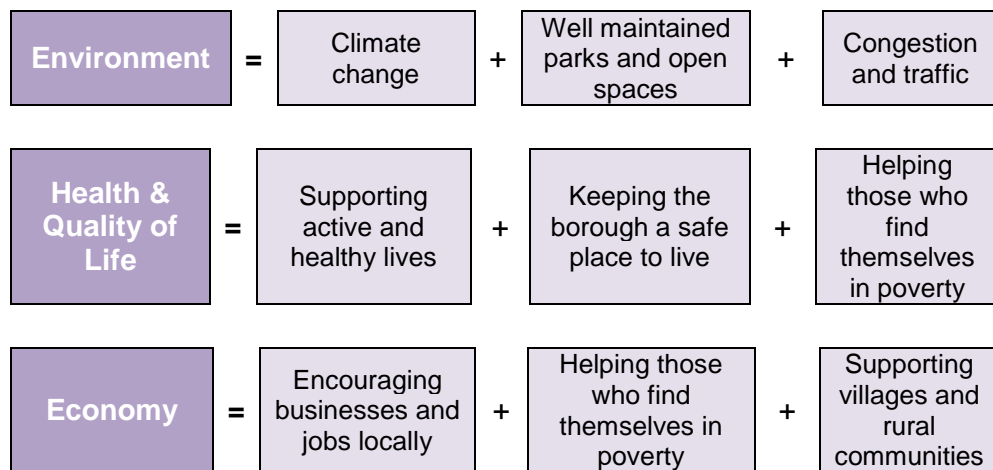 Environment
=
Climate
change
+
Well maintained
parks and open
spaces
+
Congestion
and traffic
Health &
Quality of
Life
=
Supporting
active and
healthy lives
+
Keeping the
borough a safe
place to live
+
Helping
those who
find
themselves
in poverty
Economy
=
Encouraging
businesses and
jobs locally
+
Helping those
who find
themselves in
poverty
+
Supporting
villages and
rural
communities